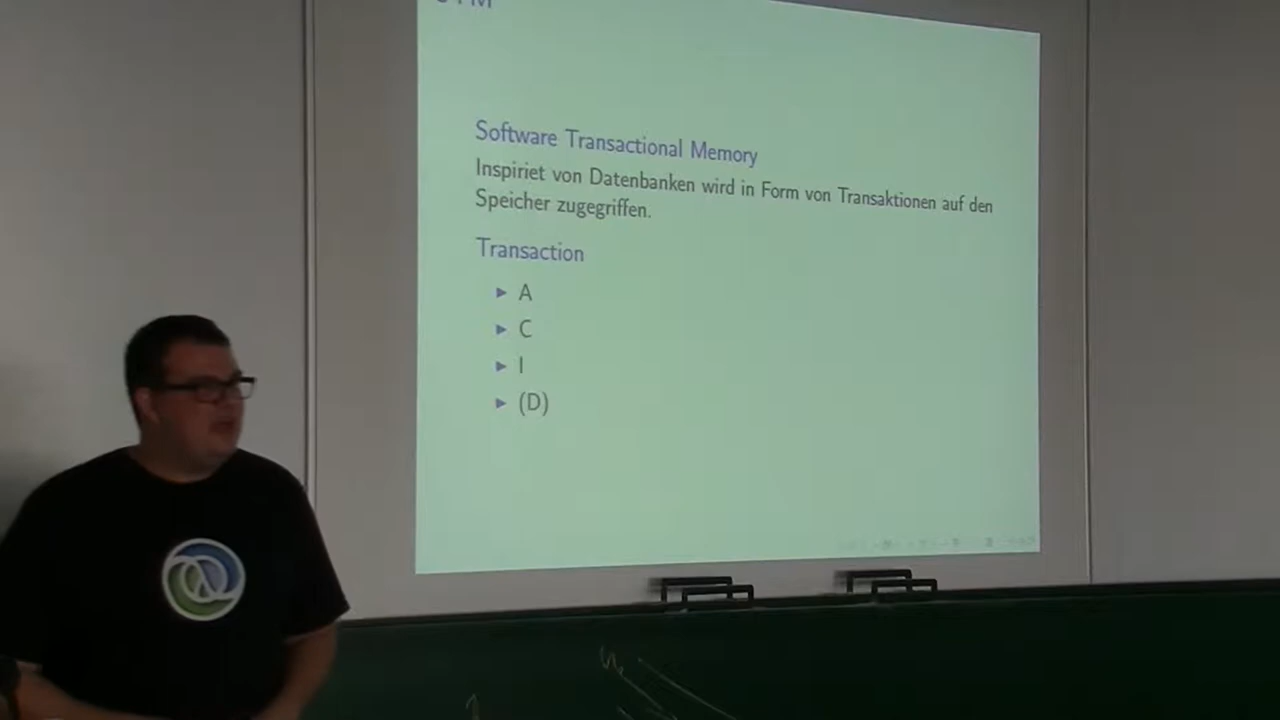 Software Transactional Memory
Inspiriet von Datenbanken wird in Form von Transaktionen auf den
Speicher zugegriffen.
Transaction
A
C
I
(D)